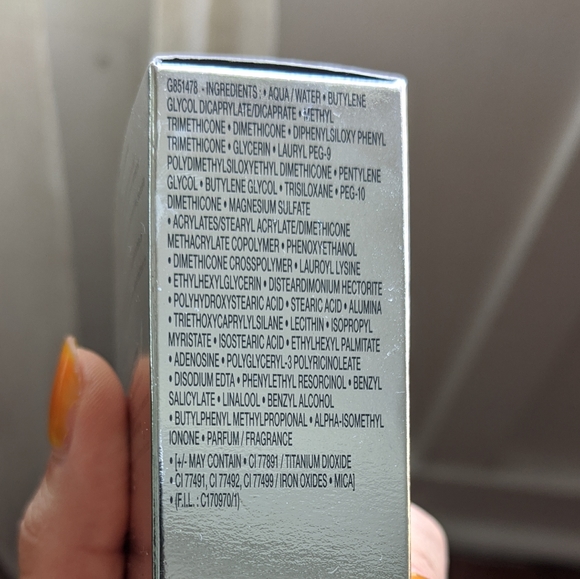 G851478 - INGREDIENTS : • AQUA / WATER • BUTYLENE
GLYCOL DICAPRYLATE/DICAPRATE • METHYL
TRIMETHICONE • DIMETHICONE • DIPHENYLSILOXY PHENYL
TRIMETHICONE • GLYCERIN • LAURYL PEG-9
POLYDIMETHYLSILOXYETHYL DIMETHICONE • PENTYLENE
GLYCOL • BUTYLENE GLYCOL • TRISILOXANE • PEG-10
DIMETHICONE • MAGNESIUM SULFATE
• ACRYLATES/STEARYL ACRYLATE/DIMETHICONE
METHACRYLATE COPOLYMER • PHENOXYETHANOL
• DIMETHICONE CROSSPOLYMER • LAUROYL LYSINE
• ETHYLHEXYLGLYCERIN • DISTEARDIMONIUM HECTORITE
• POLYHYDROXYSTEARIC ACID • STEARIC ACID • ALUMINA
• TRIETHOXYCAPRYLYLSILANE • LECITHIN • ISOPROPYL
MYRISTATE • ISOSTEARIC ACID • ETHYLHEXYL PALMITATE
• ADENOSINE • POLYGLYCERYL-3 POLYRICINOLEATE
• DISODIUM EDTA • PHENYLETHYL RESORCINOL • BENZYL
SALICYLATE • LINALOOL • BENZYL ALCOHOL
• BUTYLPHENYL METHYLPROPIONAL • ALPHA-ISOMETHYL
IONONE • PARFUM / FRAGRANCE
• [+/- MAY CONTAIN • CI 77891 / TITANIUM DIOXIDE
• CI 77491, CI 77492, CI 77499 / IRON OXIDES • MICA]
• (F.I.L. : C170970/1)